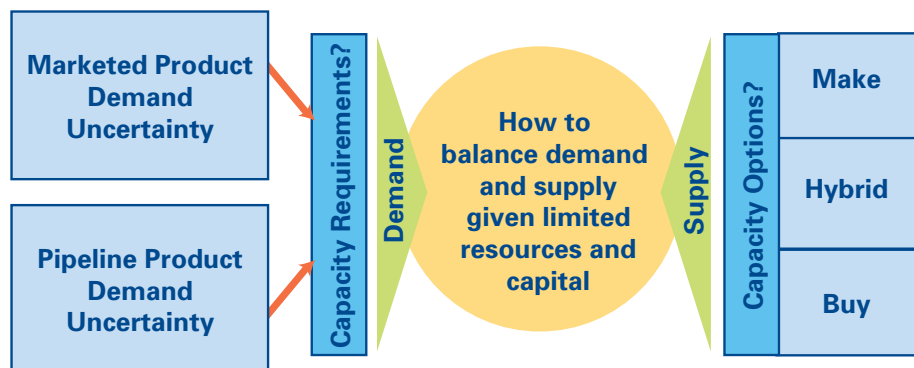 Marketed Product
Demand
Uncertainty
Pipeline Product
Demand
Uncertainty
Capacity Requirements?
Demand
How to
balance demand
and supply
given limited
resources and
capital
Supply
Capacity Options?
Make
Hybrid
Buy